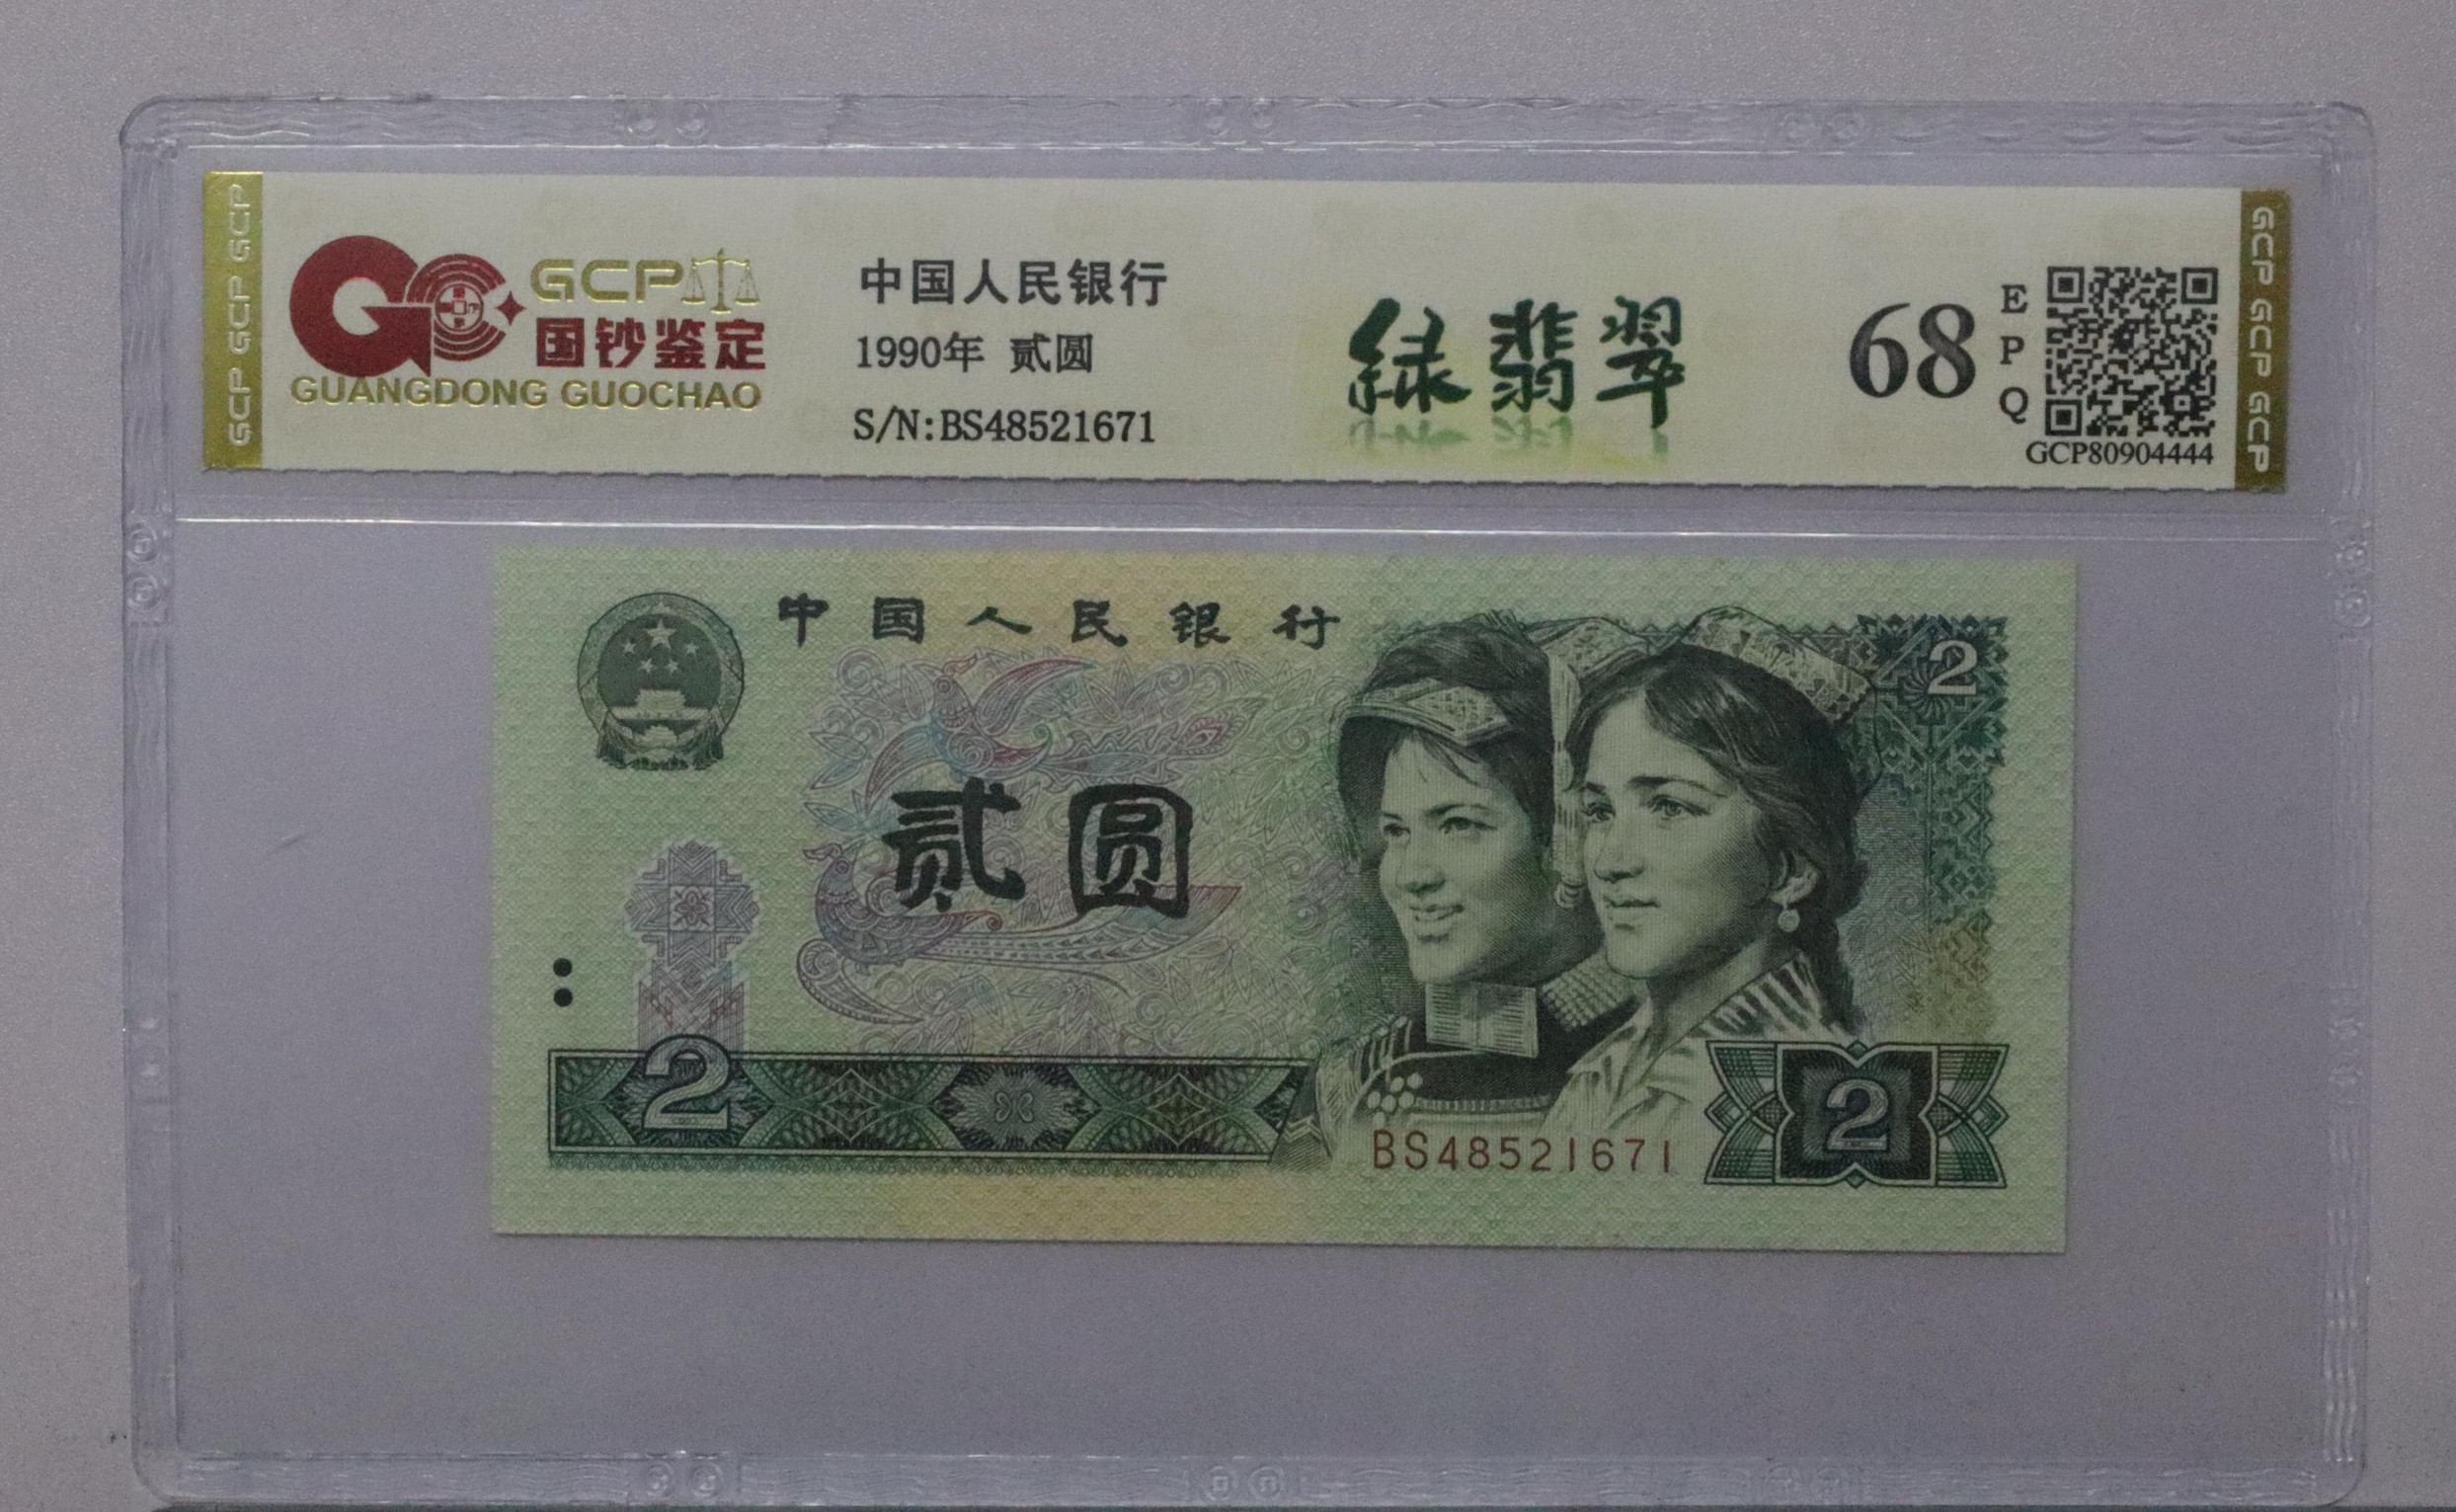 GCP GCP GCP
GCP
国钞鉴定
GUANGDONG GUOCHAO
中国人民银行
1990年 贰圆
S/N:BS48521671
绿翡翠
68
EPQ
GCP80904444
GCP GCP GCP
中国人民银行
2
贰圆
2
BS48521671
2